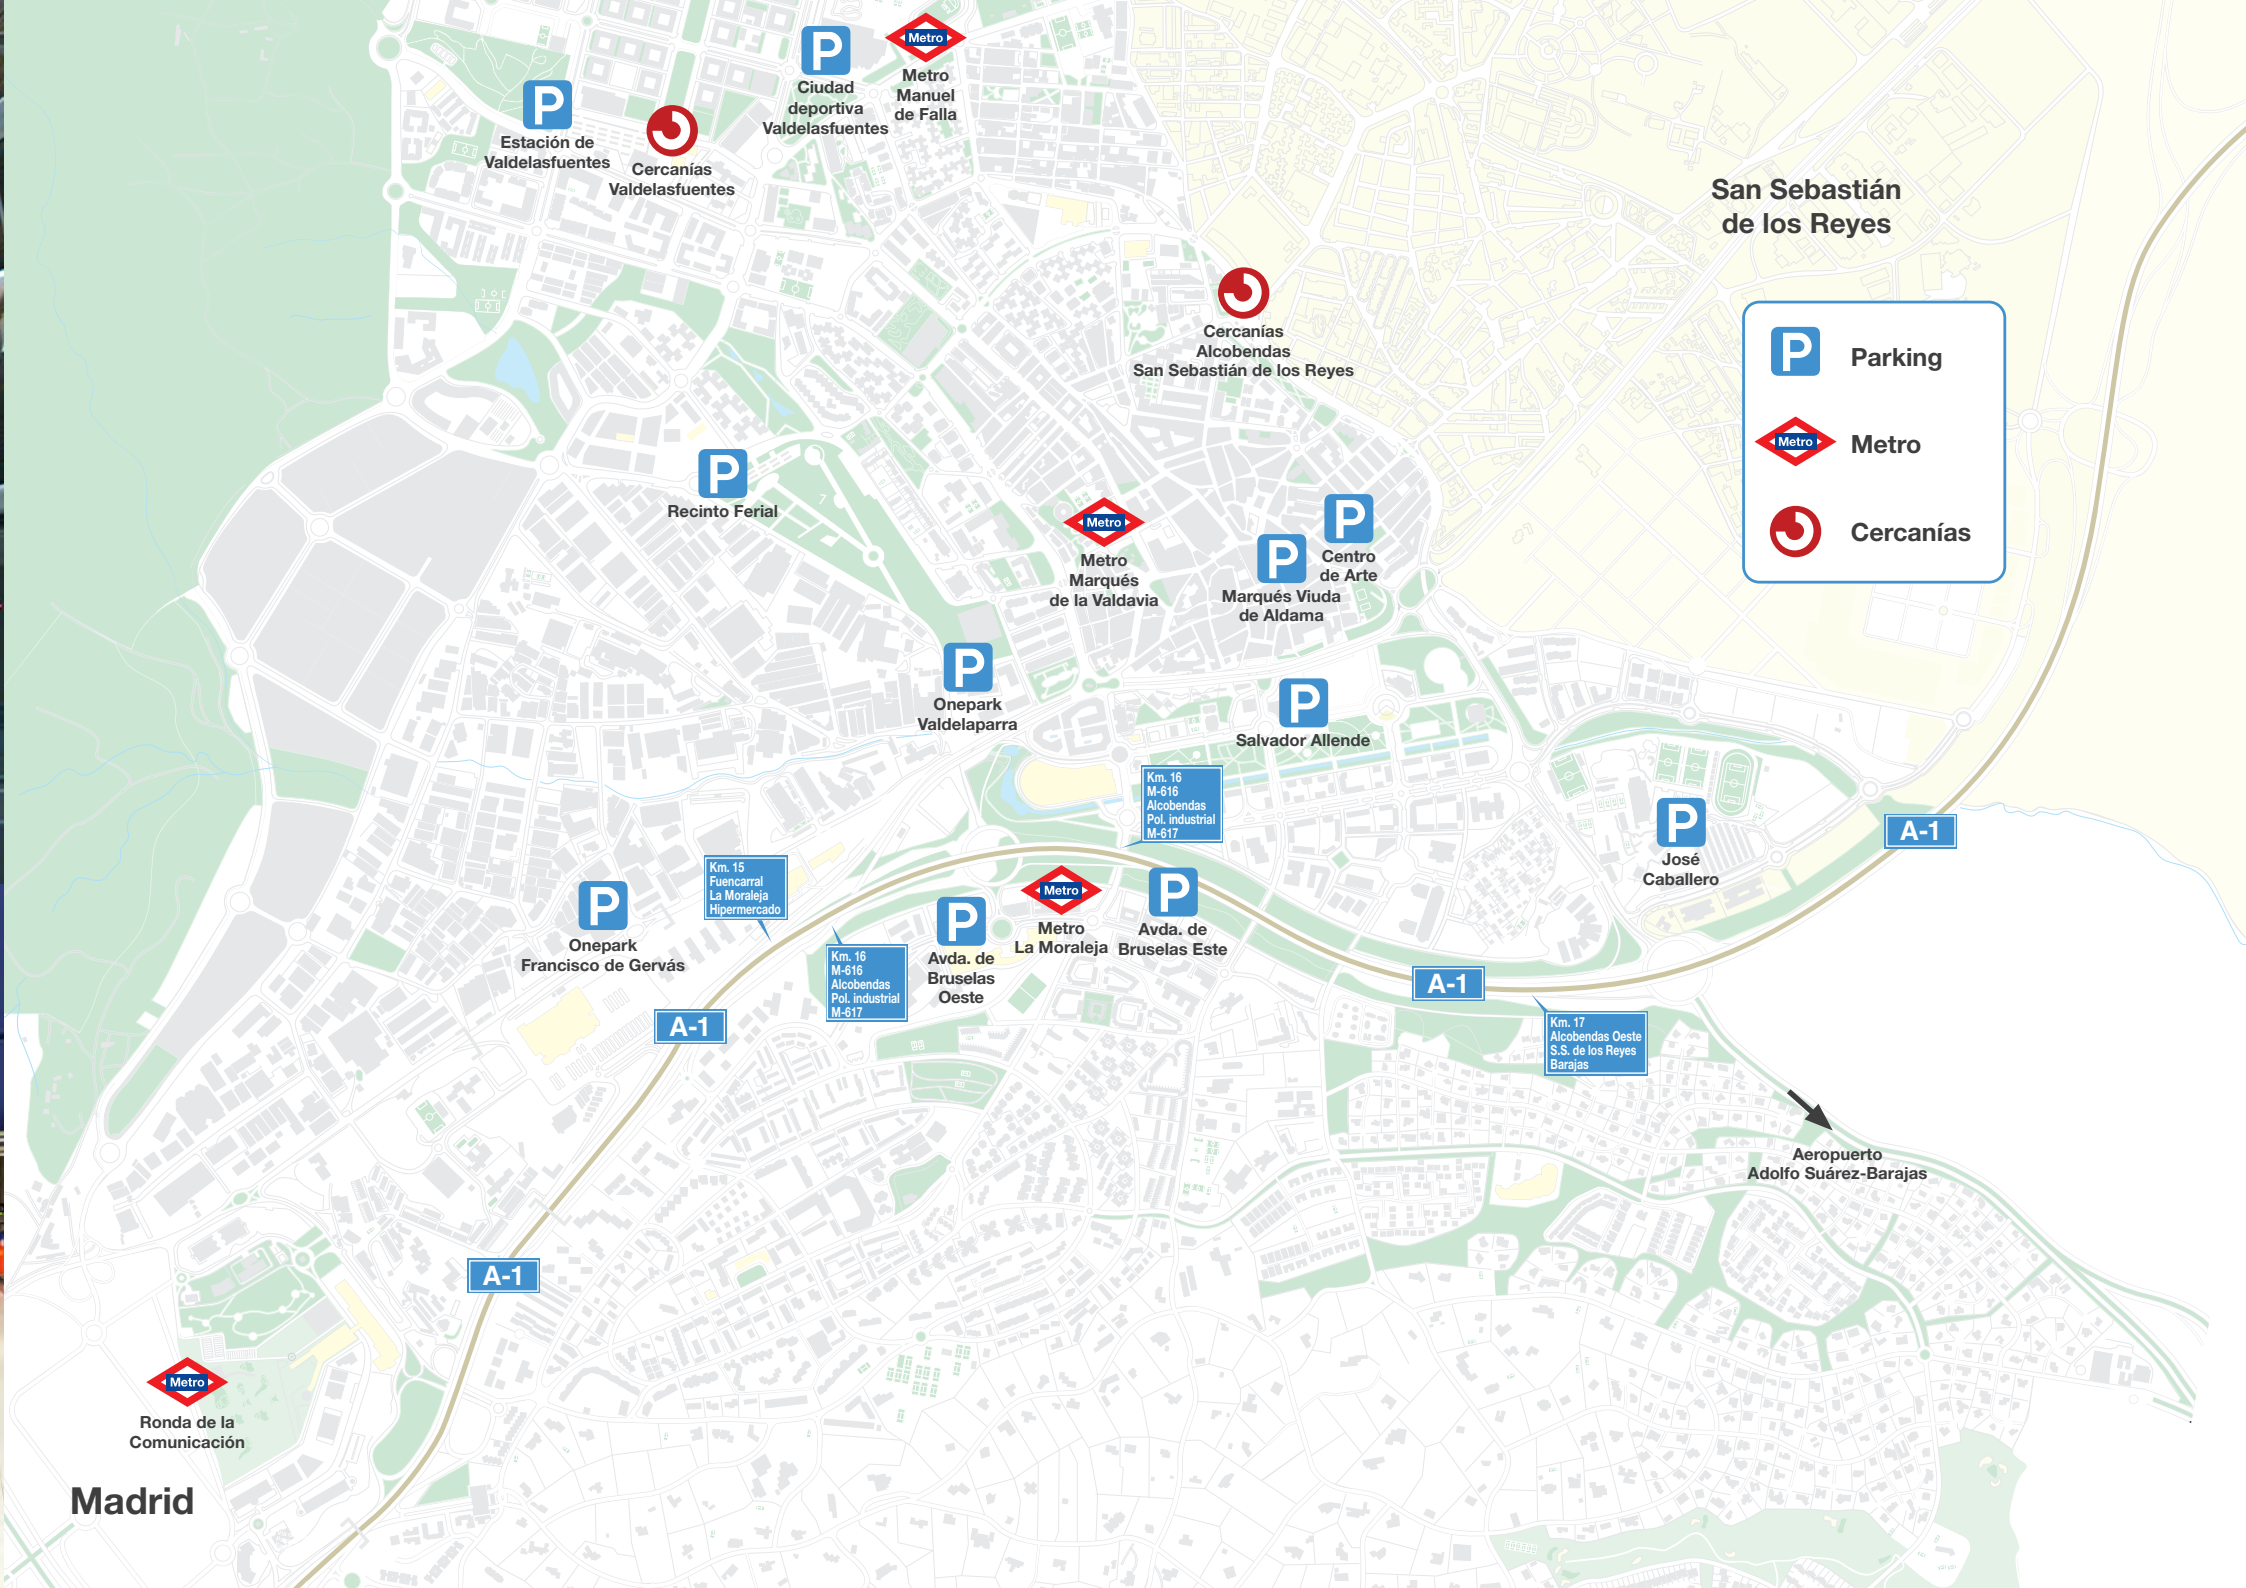 P
Ciudad
deportiva
Valdelasfuentes
Metro
Metro
Manuel
de Falla
P
Estación de
Valdelasfuentes
Cercanías
Valdelasfuentes
San Sebastián
de los Reyes
Cercanías
Alcobendas
San Sebastián de los Reyes
P
Parking
Metro
Metro
Cercanías
P
Recinto Ferial
7
Metro
Metro
Marqués
de la Valdavia
P
Centro
de Arte
P
Marqués Viuda
de Aldama
P
Onepark
Valdelaparra
P
Salvador Allende
Km. 16
M-616
Alcobendas
Pol. industrial
M-617
P
José
Caballero
A-1
Km. 15
Fuencarral
La Moraleja
Hipermercado
P
Onepark
Francisco de Gervás
P
Avda. de
Bruselas
Oeste
Metro
Metro
La Moraleja
P
Avda. de
Bruselas Este
Km. 16
M-616
Alcobendas
Pol. industrial
M-617
A-1
A-1
Km. 17
Alcobendas Oeste
S.S. de los Reyes
Barajas
Aeropuerto
Adolfo Suárez-Barajas
A-1
Metro
Ronda de la
Comunicación
Madrid